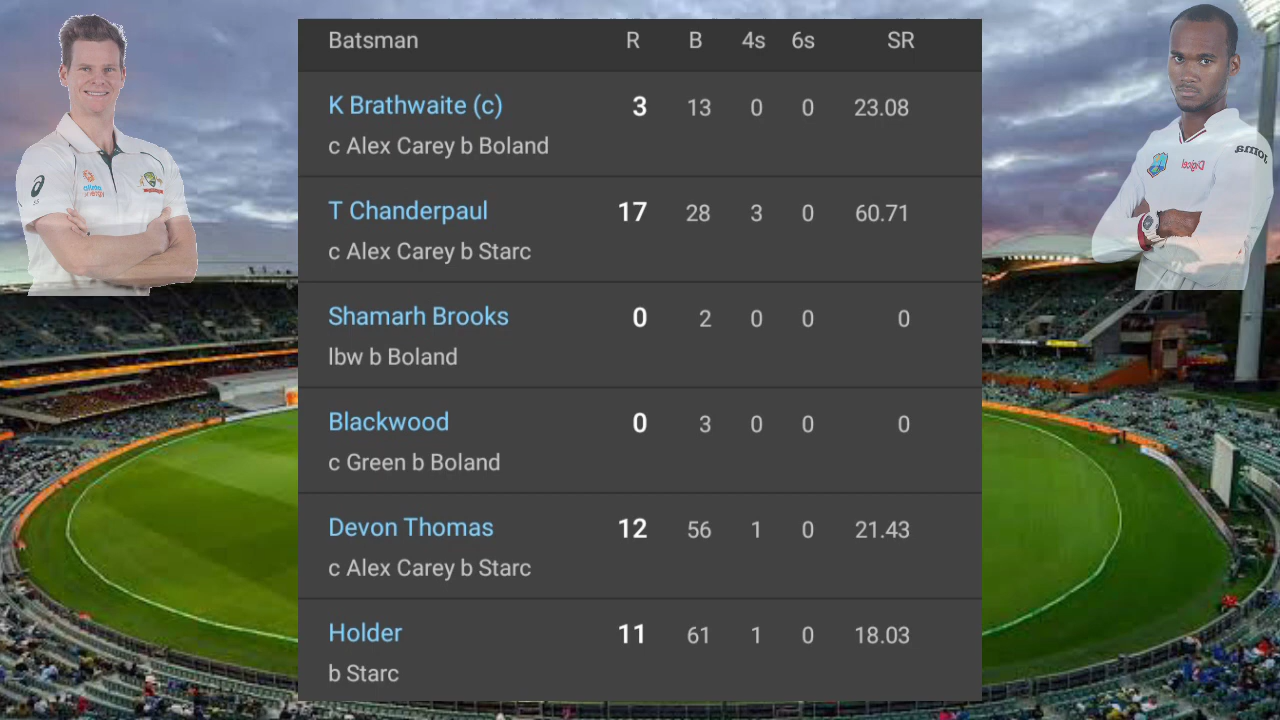 Batsman R B 4s 6s SR
K Brathwaite (c) 3 13 0 0 23.08
c Alex Carey b Boland
T Chanderpaul 17 28 3 0 60.71
c Alex Carey b Starc
Shamarh Brooks 0 2 0 0 0
lbw b Boland
Blackwood 0 3 0 0 0
c Green b Boland
Devon Thomas 12 56 1 0 21.43
c Alex Carey b Starc
Holder 11 61 1 0 18.03
b Starc
Digicel
Joma